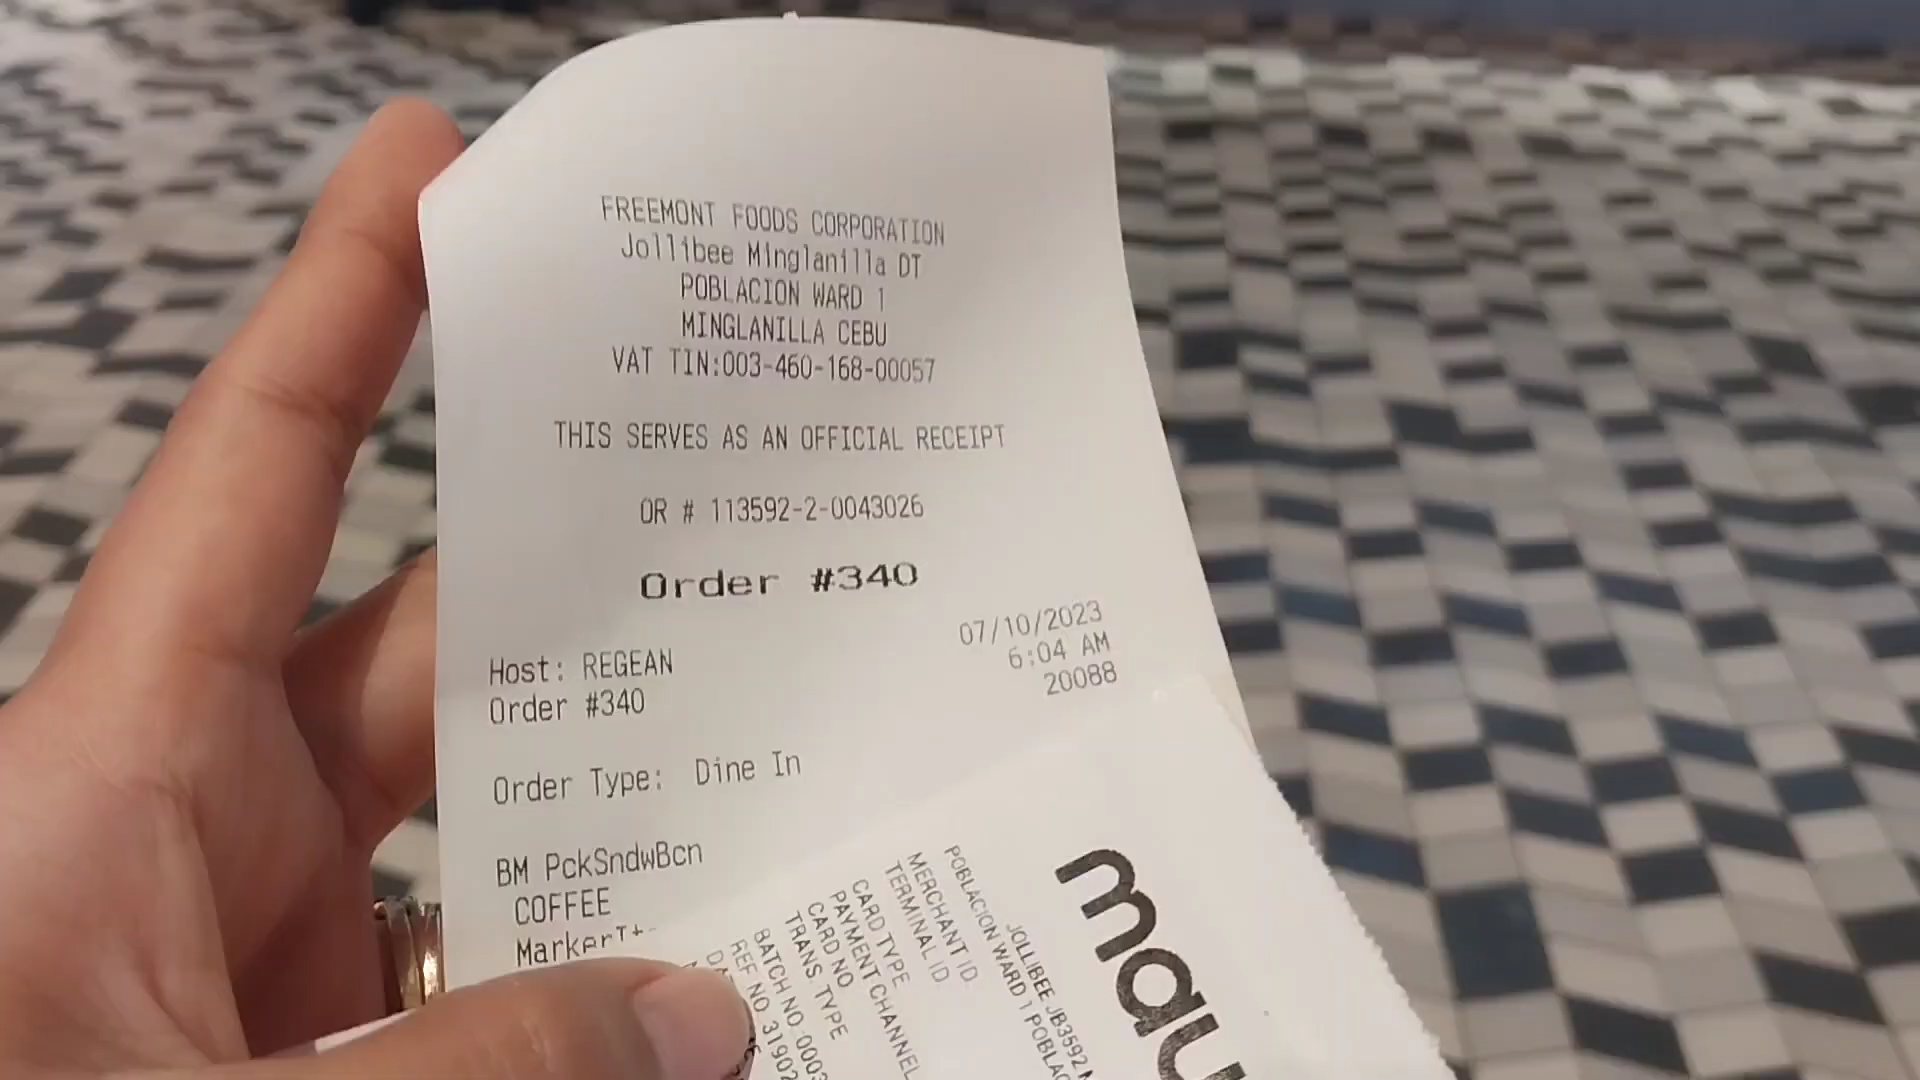 FREEMONT FOODS CORPORATION
Jollibee Minglanilla DT
POBLACION WARD 1
MINGLANILLA CEBU
VAT TIN:003-460-168-00057
THIS SERVES AS AN OFFICIAL RECEIPT
OR # 113592-2-0043026
Order #340
07/10/2023
6:04 AM
20088
Host: REGEAN
Order #340
Order Type: Dine In
BM PckSndwBcn
COFFEE
JOLLIBEE JB3592
POBLACION WARD 1
MERCHANT ID
TERMINAL ID
CARD TYPE
PAYMENT CHANNEL
CARD NO
TRANS. TYPE
BATCH NO
REF NO